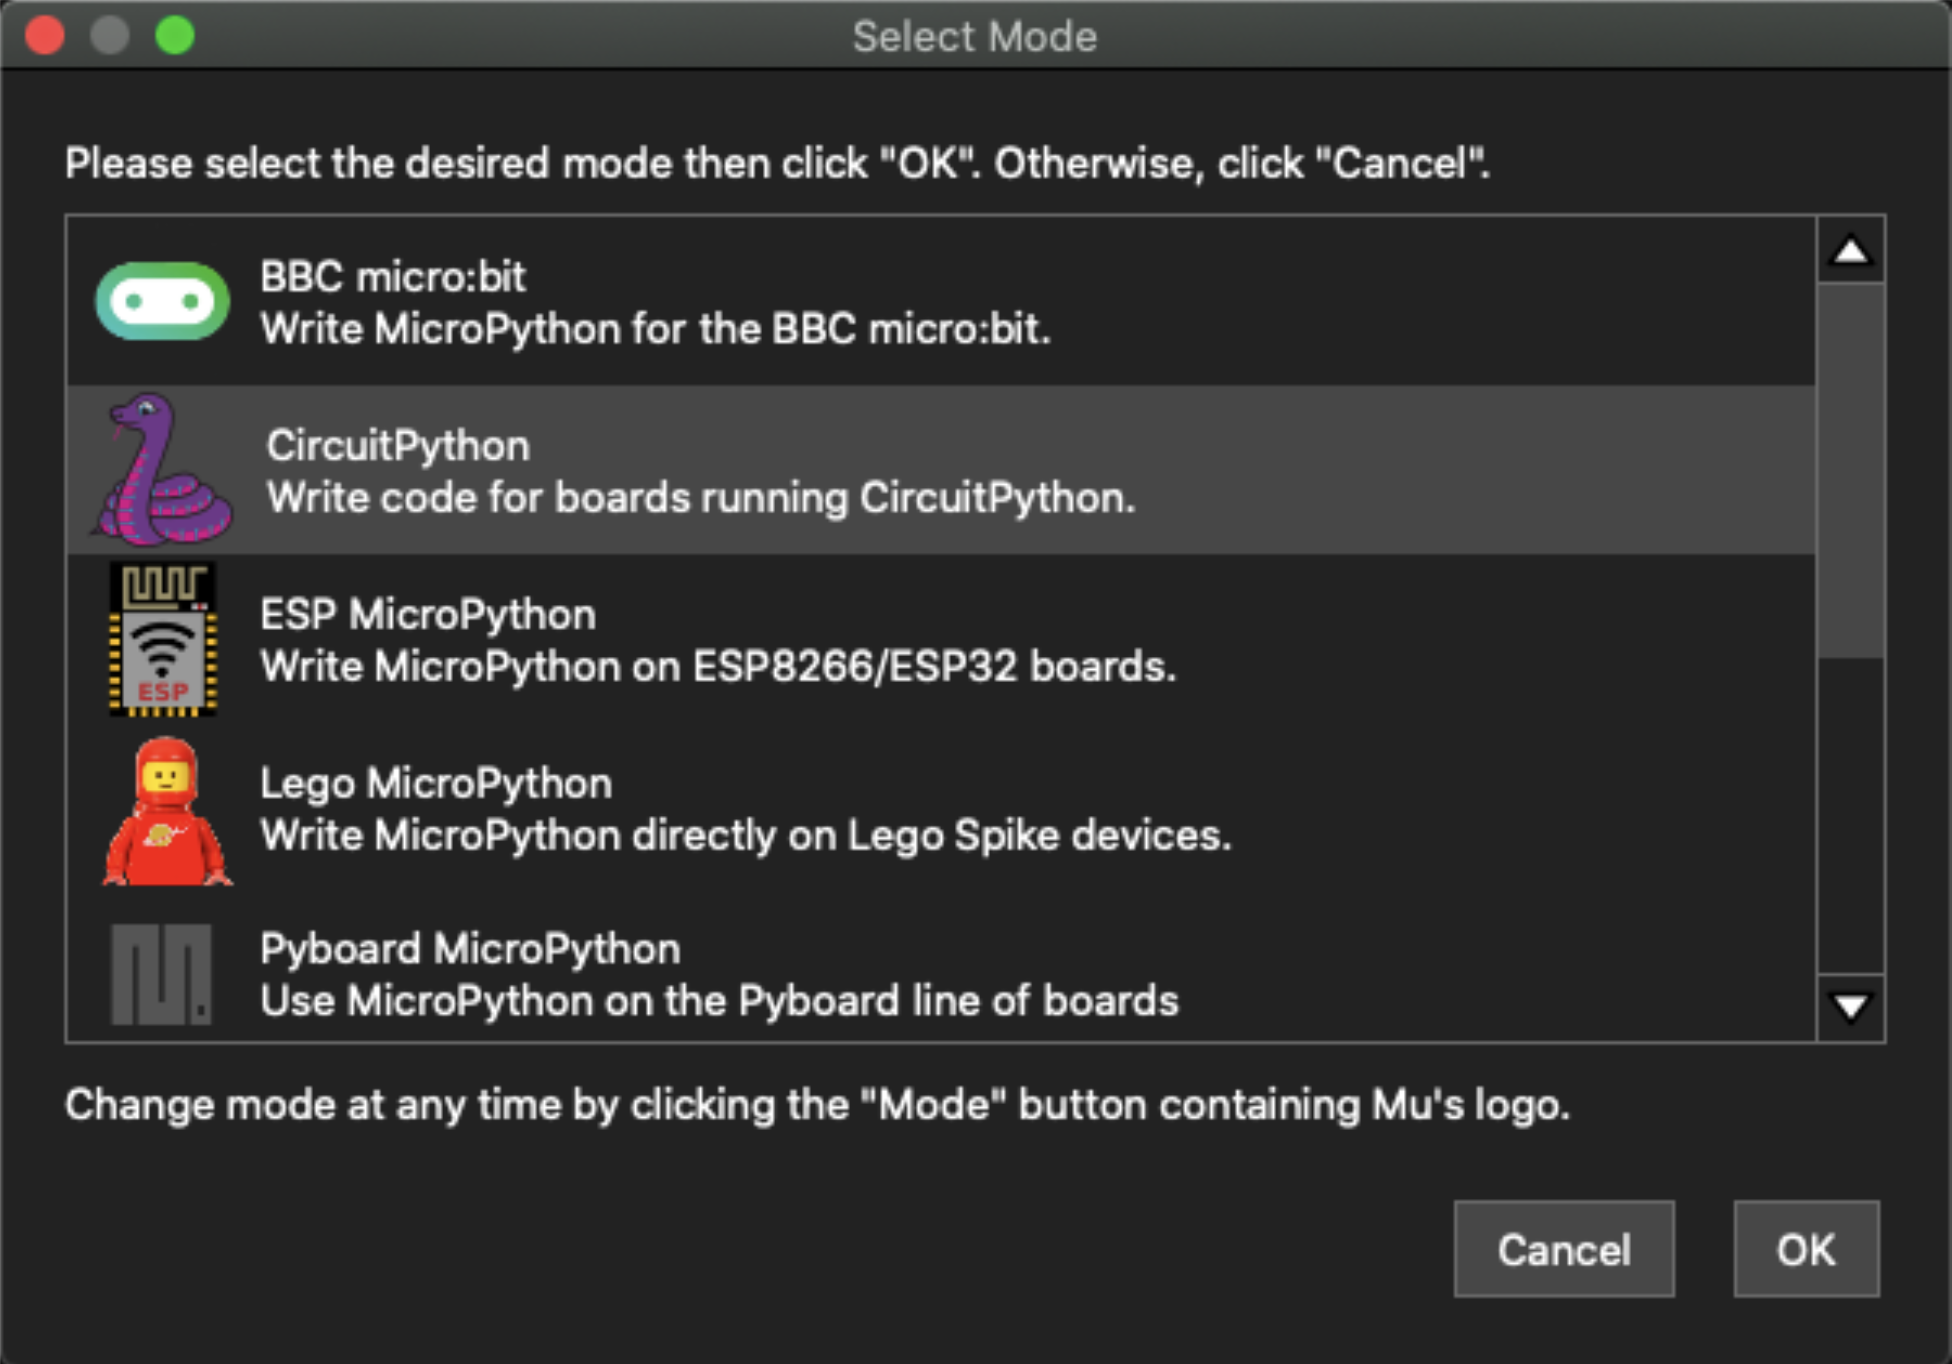 Select Mode
Please select the desired mode then click "OK". Otherwise, click "Cancel".
BBC micro:bit
Write MicroPython for the BBC micro:bit.
CircuitPython
Write code for boards running CircuitPython.
ESP
ESP MicroPython
Write MicroPython on ESP8266/ESP32 boards.
Lego MicroPython
Write MicroPython directly on Lego Spike devices.
Pyboard MicroPython
Use MicroPython on the Pyboard line of boards
Change mode at any time by clicking the "Mode" button containing Mu's logo.
Cancel
OK